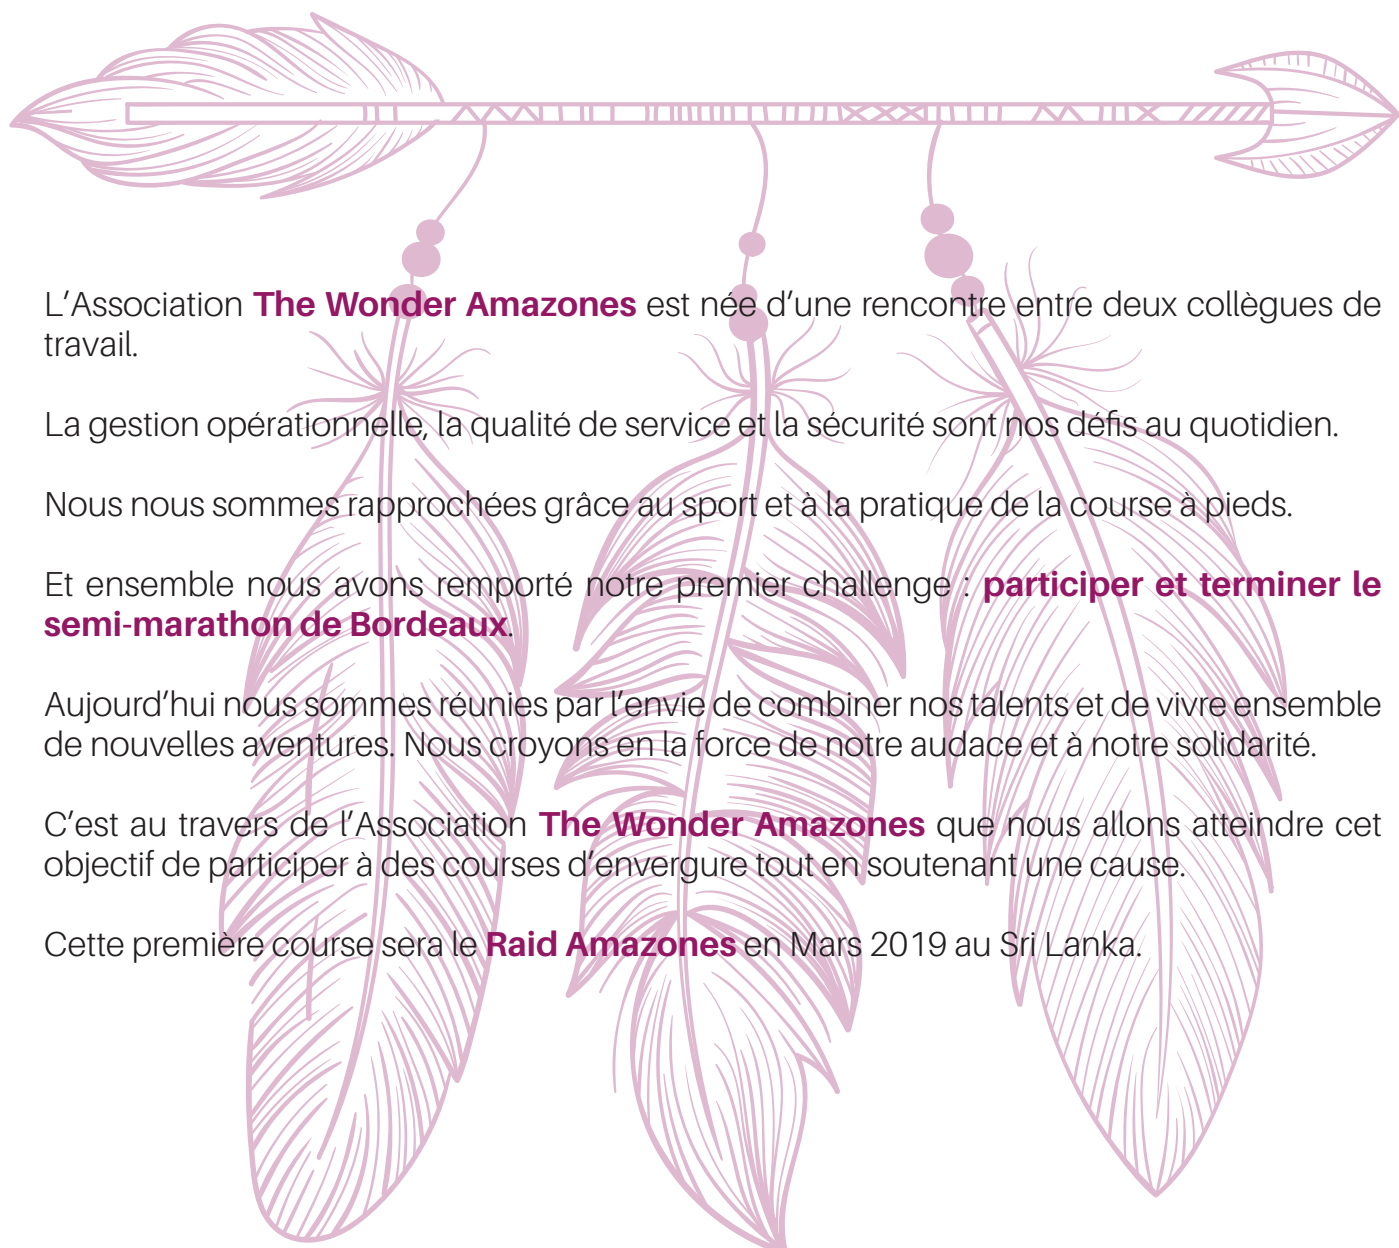 L’Association The Wonder Amazones est née d’une rencontre entre deux collègues de
travail.
La gestion opérationnelle, la qualité de service et la sécurité sont nos défis au quotidien.
Nous nous sommes rapprochées grâce au sport et à la pratique de la course à pieds.
Et ensemble nous avons remporté notre premier challenge : participer et terminer le
semi-marathon de Bordeaux.
Aujourd’hui nous sommes réunies par l’envie de combiner nos talents et de vivre ensemble
de nouvelles aventures. Nous croyons en la force de notre audace et à notre solidarité.
C’est au travers de l’Association The Wonder Amazones que nous allons atteindre cet
objectif de participer à des courses d’envergure tout en soutenant une cause.
Cette première course sera le Raid Amazones en Mars 2019 au Sri Lanka.